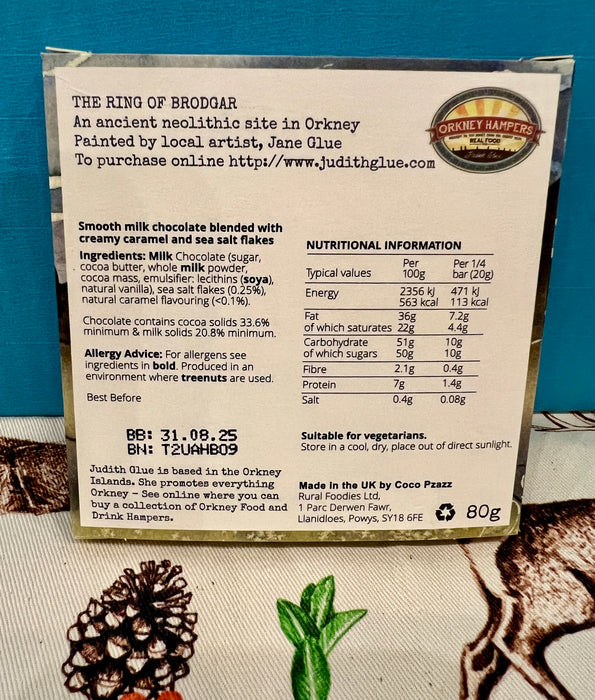 THE RING OF BRODGAR
An ancient neolithic site in Orkney
Painted by local artist, Jane Glue
To purchase online http://www.judithglue.com
ORKNEY HAMPERS
REAL FOOD
Smooth milk chocolate blended with
creamy caramel and sea salt flakes
Ingredients: Milk Chocolate (sugar,
cocoa butter, whole milk powder,
cocoa mass, emulsifier: lecithins (soya),
natural vanilla), sea salt flakes (0.25%),
natural caramel flavouring (<0.1%).
Chocolate contains cocoa solids 33.6%
minimum & milk solids 20.8% minimum.
Allergy Advice: For allergens see
ingredients in bold. Produced in an
environment where treenuts are used.
Best Before
BB: 31.08.25
BN: T2UAHB09
Judith Glue is based in the Orkney
Islands. She promotes everything
Orkney - See online where you can
buy a collection of Orkney Food and
Drink Hampers.
NUTRITIONAL INFORMATION
Typical values Per 100g Per 1/4 bar (20g)
Energy 2356 kJ 471 kJ
563 kcal 113 kcal
Fat 36g 7.2g
of which saturates 22g 4.4g
Carbohydrate 51g 10g
of which sugars 50g 10g
Fibre 2.1g 0.4g
Protein 7g 1.4g
Salt 0.4g 0.08g
Suitable for vegetarians.
Store in a cool, dry, place out of direct sunlight.
Made in the UK by Coco Pzazz
Rural Foodies Ltd,
1 Parc Derwen Fawr,
Llanidloes, Powys, SY18 6FE
80g